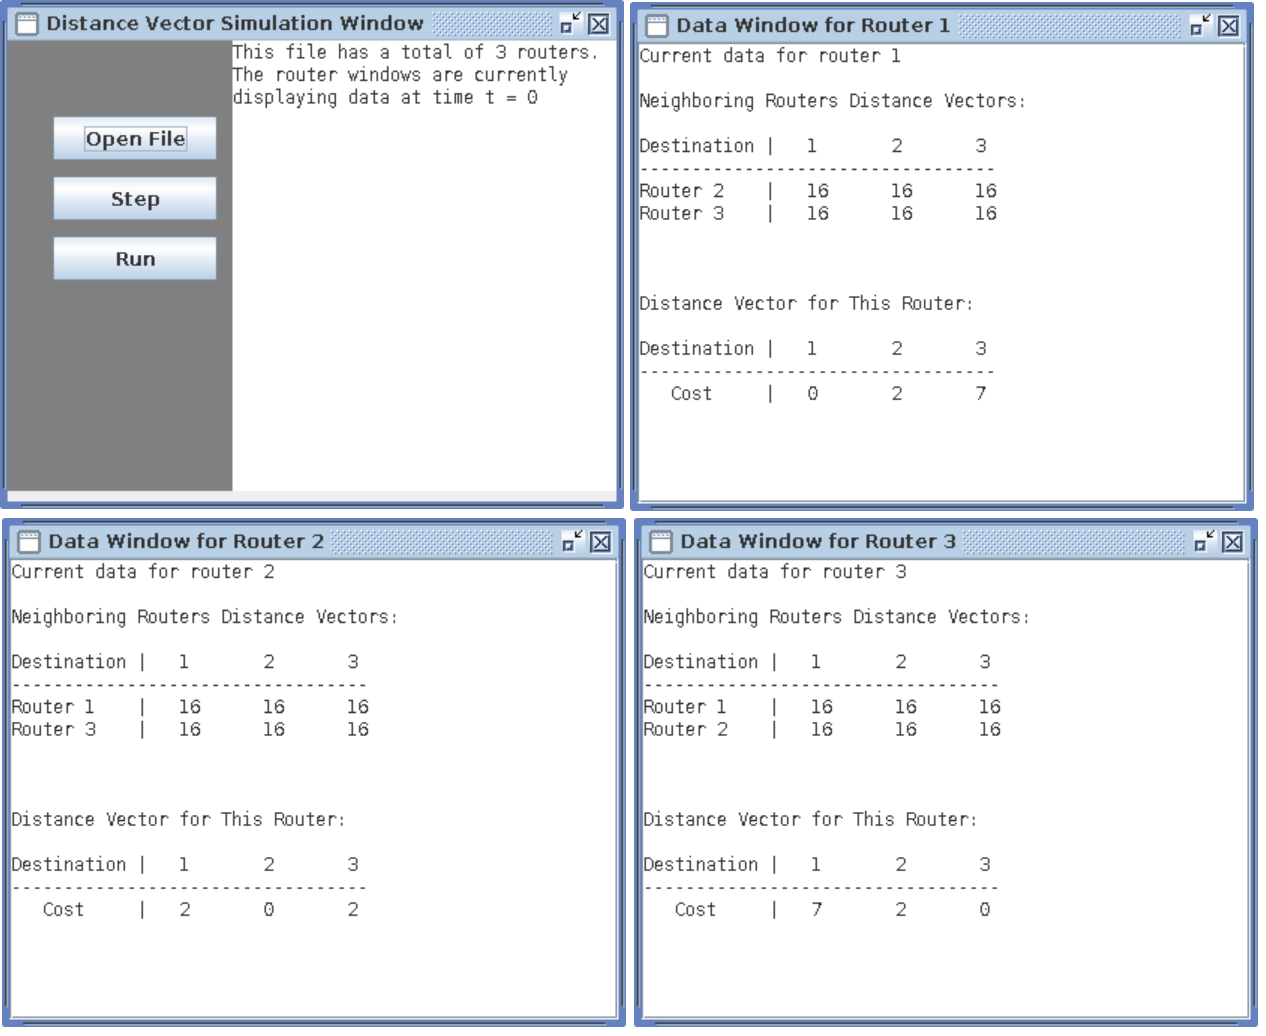 Distance Vector Simulation Window
This file has a total of 3 routers.
The router windows are currently
displaying data at time t = 0
Open File
Step
Run
Data Window for Router 1
Current data for router 1
Neighboring Routers Distance Vectors:
Destination | 1 2 3
----------------------------------
Router 2 | 16 16 16
Router 3 | 16 16 16
Distance Vector for This Router:
Destination | 1 2 3
----------------------------------
Cost | 0 2 7
Data Window for Router 2
Current data for router 2
Neighboring Routers Distance Vectors:
Destination | 1 2 3
----------------------------------
Router 1 | 16 16 16
Router 3 | 16 16 16
Distance Vector for This Router:
Destination | 1 2 3
----------------------------------
Cost | 2 0 2
Data Window for Router 3
Current data for router 3
Neighboring Routers Distance Vectors:
Destination | 1 2 3
----------------------------------
Router 1 | 16 16 16
Router 2 | 16 16 16
Distance Vector for This Router:
Destination | 1 2 3
----------------------------------
Cost | 7 2 0